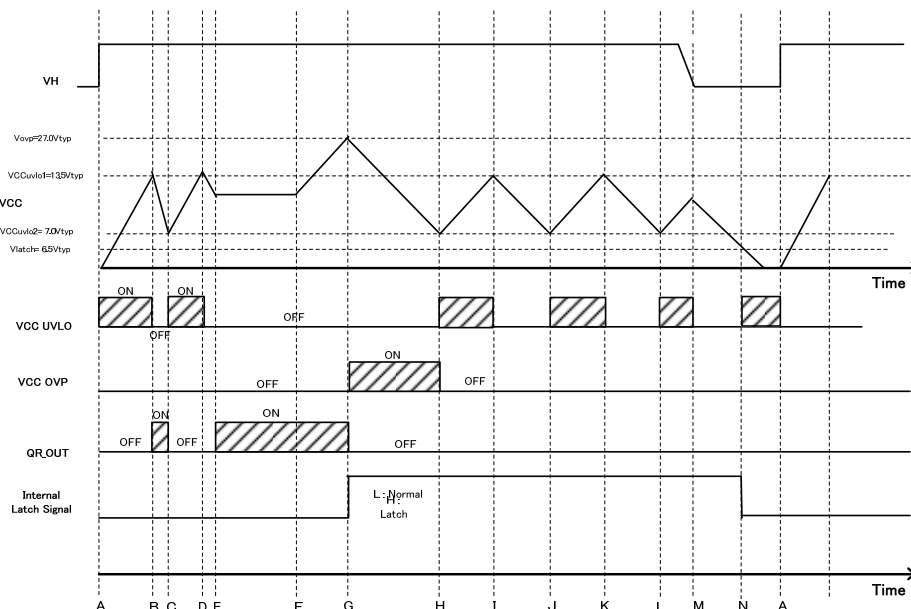 VH
Vovp=27.0Vtyp
VCCuvlo1=13.5Vtyp
VCC
VCCuvlo2= 7.0Vtyp
Vlatch= 6.5Vtyp
Time
ON
ON
OFF
VCC UVLO
OFF
ON
VCC OVP
OFF
OFF
ON
ON
OFF
OFF
OFF
QR_OUT
Internal
Latch Signal
L : Normal
H :
Latch
Time
A B C D E F G H I J K L M N A